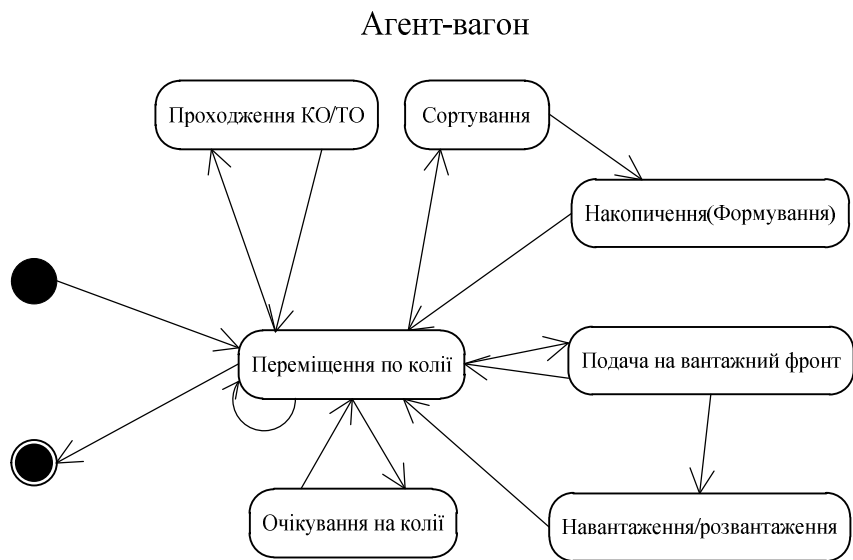 Агент-вагон
Проходження КО/ТО
Сортування
Накопичення(Формування)
Переміщення по колії
Подача на вантажний фронт
Очікування на колії
Навантаження/розвантаження